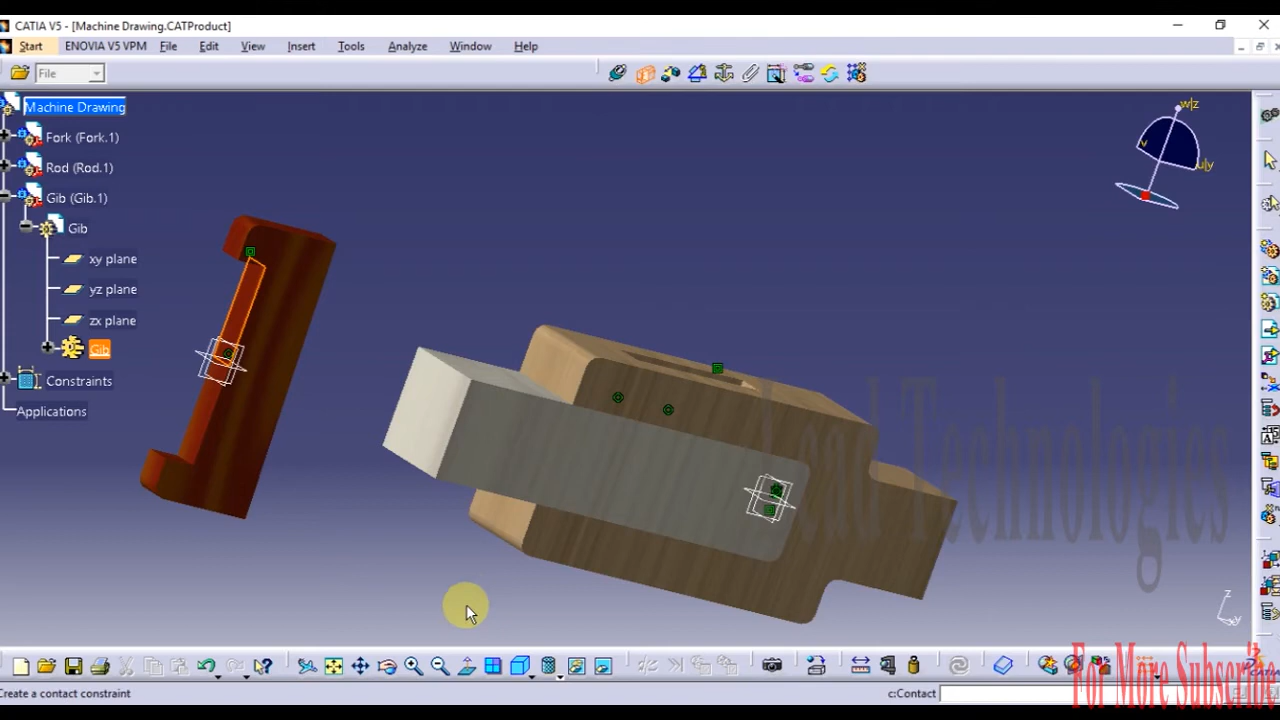 CATIA V5 - [Machine Drawing.CATProduct]
Start ENOVIA V5 VPM File Edit View Insert Tools Analyze Window Help
File
Machine Drawing
Fork (Fork.1)
Rod (Rod.1)
Gib (Gib.1)
Gib
xy plane
yz plane
zx plane
Gib
Constraints
Applications
w|z
v
u|y
Technologies
z
y
For More Subscribe
Create a contact constraint
c:Contact